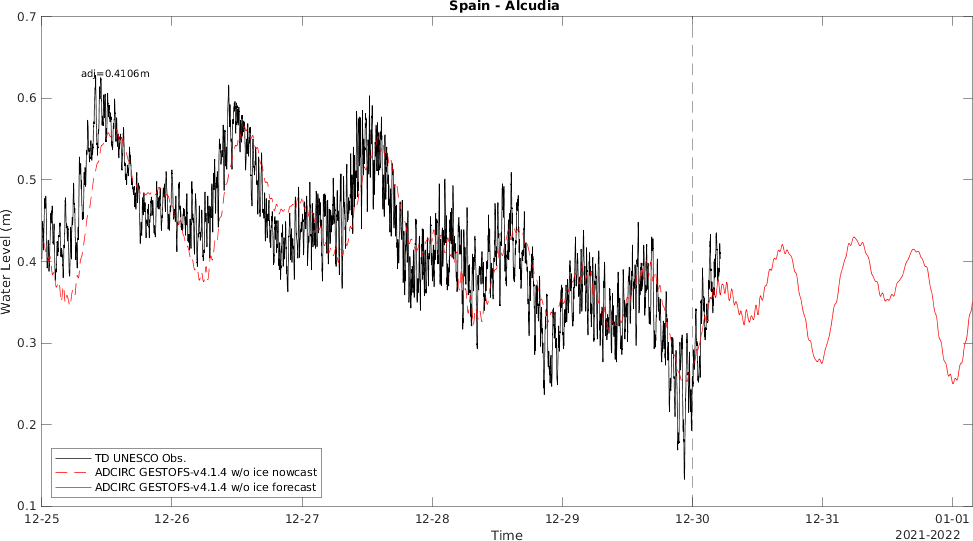 Spain - Alcudia
0.7
0.6
0.5
0.4
0.3
0.2
0.1
Water Level (m)
adj=0.4106m
TD UNESCO Obs.
ADCIRC GESTOFS-v4.1.4 w/o ice nowcast
ADCIRC GESTOFS-v4.1.4 w/o ice forecast
12-25 12-26 12-27 12-28 12-29 12-30 12-31 01-01
Time
2021-2022